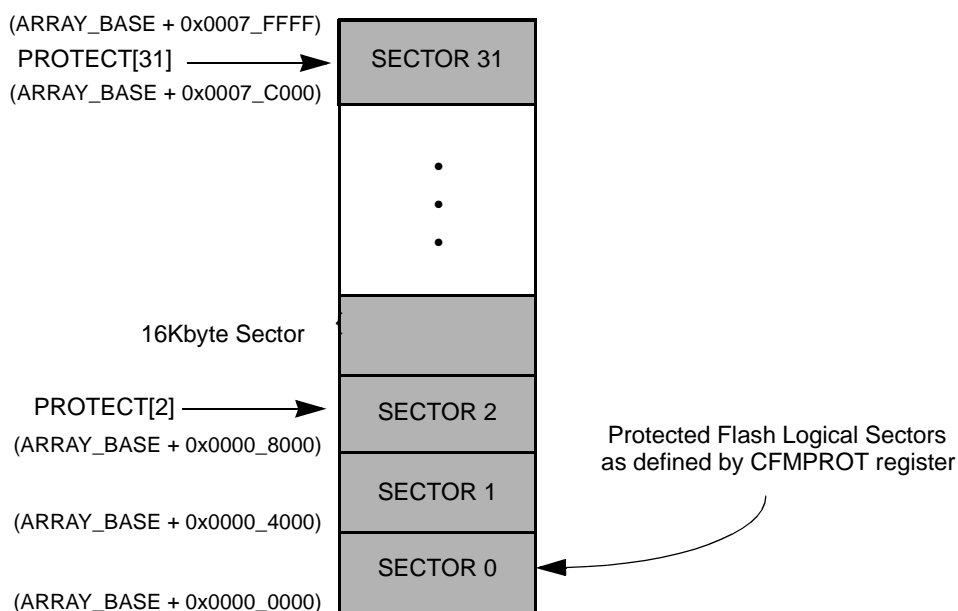 (ARRAY_BASE + 0x0007_FFFF)
PROTECT[31]
SECTOR 31
(ARRAY_BASE + 0x0007_C000)
16Kbyte Sector
PROTECT[2]
SECTOR 2
(ARRAY_BASE + 0x0000_8000)
Protected Flash Logical Sectors
as defined by CFMPROT register
SECTOR 1
(ARRAY_BASE + 0x0000_4000)
SECTOR 0
(ARRAY_BASE + 0x0000_0000)